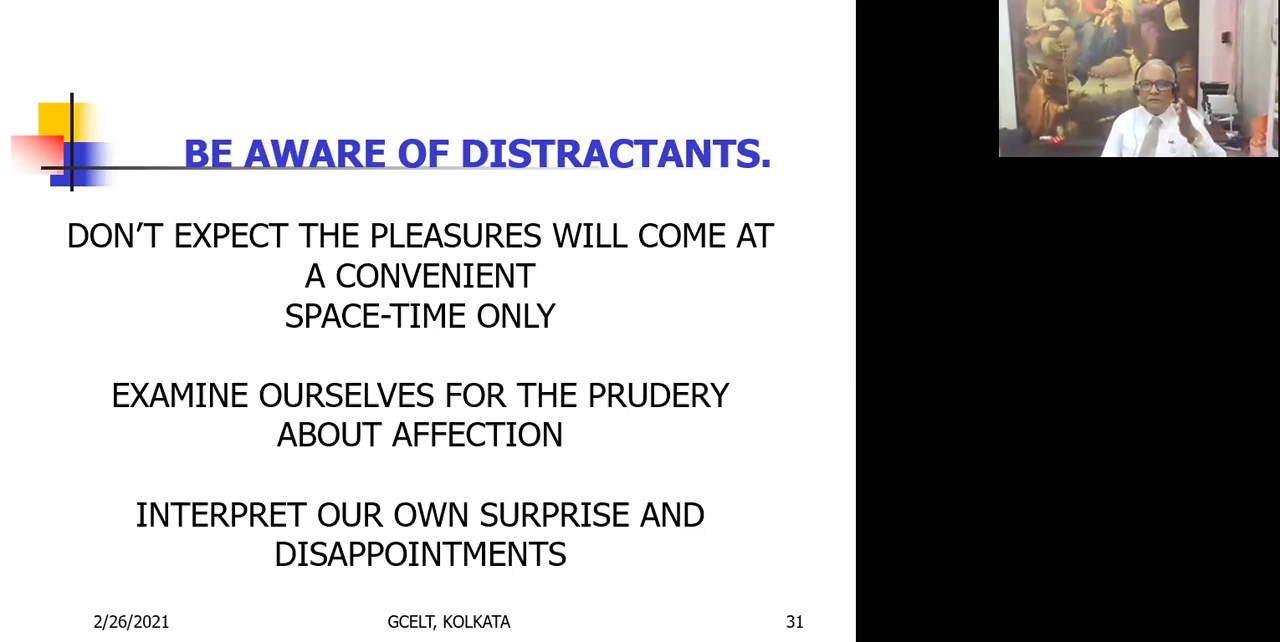 BE AWARE OF DISTRACTANTS.
DON’T EXPECT THE PLEASURES WILL COME AT
A CONVENIENT
SPACE-TIME ONLY
EXAMINE OURSELVES FOR THE PRUDERY
ABOUT AFFECTION
INTERPRET OUR OWN SURPRISE AND
DISAPPOINTMENTS
2/26/2021 GCELT, KOLKATA 31